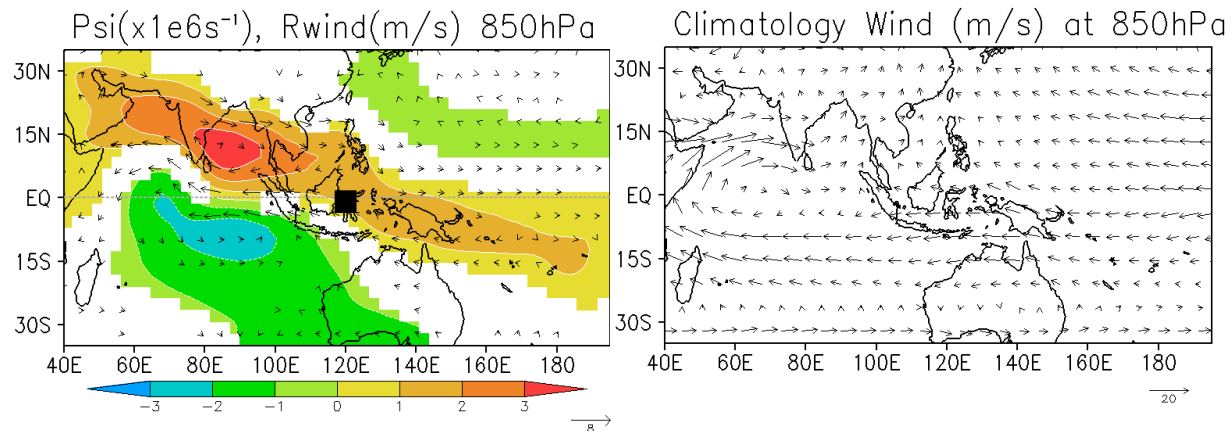 Psi(x1e6s⁻¹), Rwind(m/s) 850hPa
30N
15N
EQ
15S
30S
40E 60E 80E 100E 120E 140E 160E 180
-3 -2 -1 0 1 2 3
8
Climatology Wind (m/s) at 850hPa
30N
15N
EQ
15S
30S
40E 60E 80E 100E 120E 140E 160E 180
20